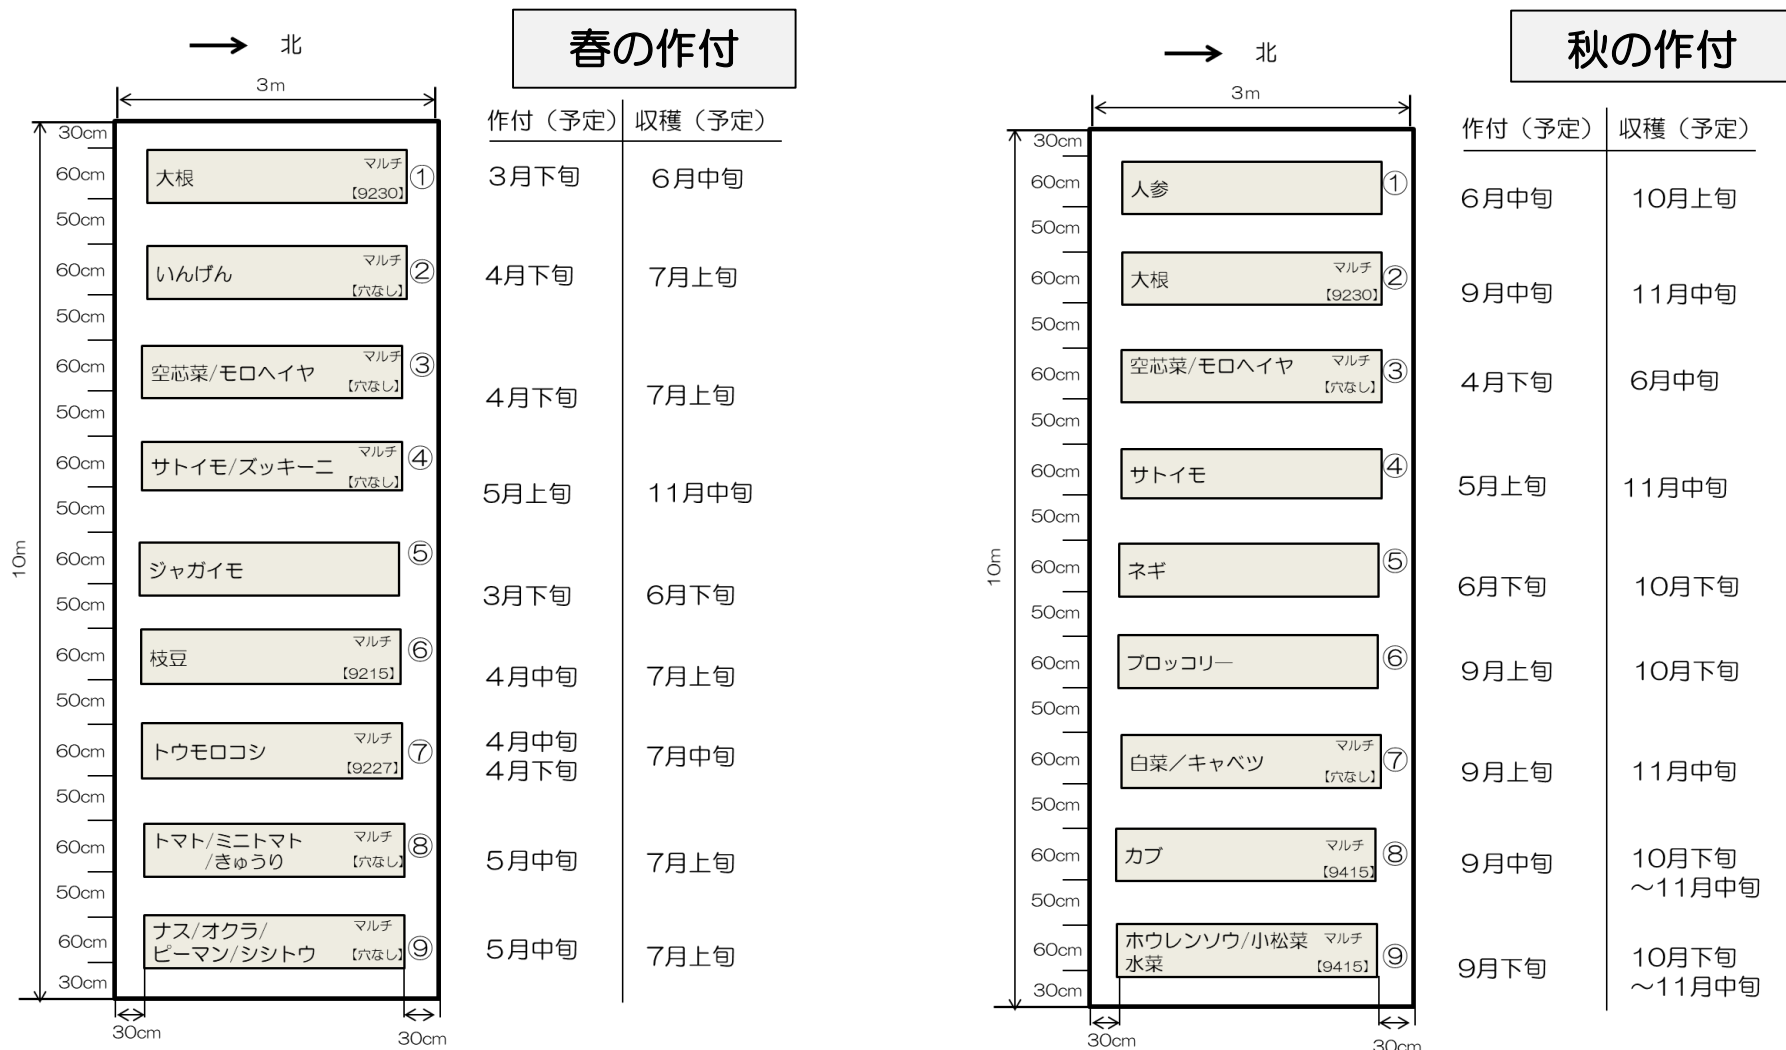 北
春の作付
3m
作付(予定) 収穫(予定)
10m
30cm
60cm
大根
マルチ
【9230】
①
3月下旬 6月中旬
50cm
60cm
いんげん
マルチ
【穴なし】
②
4月下旬 7月上旬
50cm
60cm
空芯菜/モロヘイヤ
マルチ
【穴なし】
③
4月下旬 7月上旬
50cm
60cm
サトイモ/ズッキーニ
マルチ
【穴なし】
④
5月上旬 11月中旬
50cm
60cm
ジャガイモ
⑤
3月下旬 6月下旬
50cm
60cm
枝豆
マルチ
【9215】
⑥
4月中旬 7月上旬
50cm
60cm
トウモロコシ
マルチ
【9227】
⑦
4月中旬
4月下旬
7月中旬
50cm
60cm
トマト/ミニトマト
/きゅうり
マルチ
【穴なし】
⑧
5月中旬 7月上旬
50cm
60cm
ナス/オクラ/
ピーマン/シシトウ
マルチ
【穴なし】
⑨
5月中旬 7月上旬
30cm
30cm
30cm
北
秋の作付
3m
作付(予定) 収穫(予定)
10m
30cm
60cm
人参
①
6月中旬 10月上旬
50cm
60cm
大根
マルチ
【9230】
②
9月中旬 11月中旬
50cm
60cm
空芯菜/モロヘイヤ
マルチ
【穴なし】
③
4月下旬 6月中旬
50cm
60cm
サトイモ
④
5月上旬 11月中旬
50cm
60cm
ネギ
⑤
6月下旬 10月下旬
50cm
60cm
ブロッコリー
⑥
9月上旬 10月下旬
50cm
60cm
白菜/キャベツ
マルチ
【穴なし】
⑦
9月上旬 11月中旬
50cm
60cm
カブ
マルチ
【9415】
⑧
9月中旬 10月下旬
~11月中旬
50cm
60cm
ホウレンソウ/小松菜
水菜
マルチ
【9415】
⑨
9月下旬 10月下旬
~11月中旬
30cm
30cm
30cm